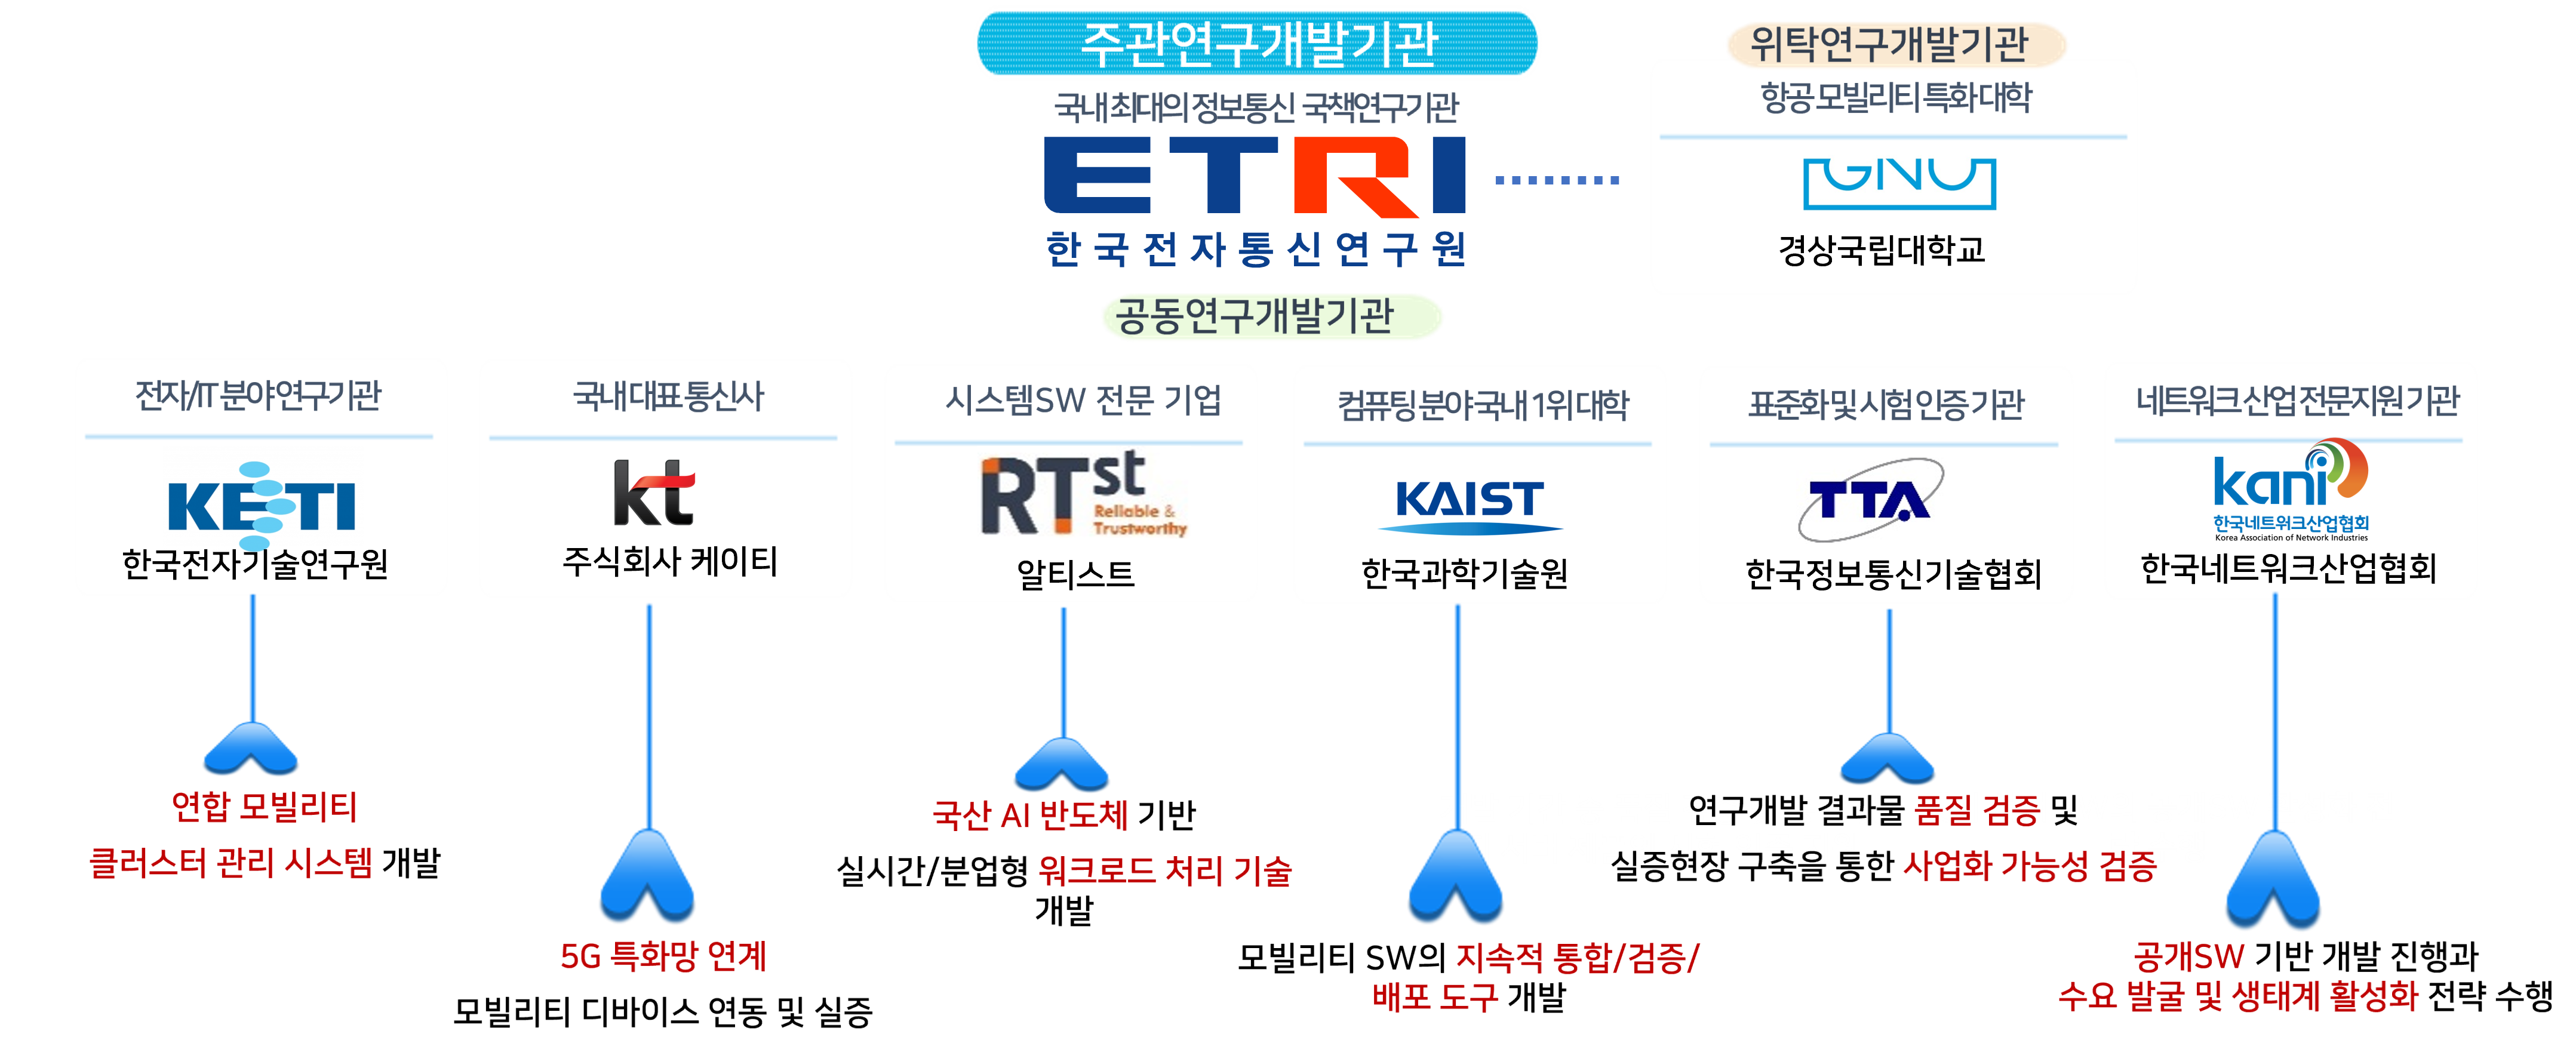 주관연구개발기관
국내 최대의 정보통신 국책연구기관
ETRI
한국전자통신연구원
위탁연구개발기관
항공 모빌리티 특화 대학
GNU
경상국립대학교
공동연구개발기관
전자/IT 분야 연구기관
KETI
한국전자기술연구원
연합 모빌리티
클러스터 관리 시스템 개발
국내 대표 통신사
kt
주식회사 케이티
5G 특화망 연계
모빌리티 디바이스 연동 및 실증
시스템SW 전문 기업
RTst
Reliable &
Trustworthy
알티스트
국산 AI 반도체 기반
실시간/분업형 워크로드 처리 기술
개발
컴퓨팅 분야 국내 1위 대학
KAIST
한국과학기술원
모빌리티 SW의 지속적 통합/검증/
배포 도구 개발
표준화 및 시험 인증 기관
TTA
한국정보통신기술협회
연구개발 결과물 품질 검증 및
실증현장 구축을 통한 사업화 가능성 검증
네트워크 산업 전문지원 기관
kani
한국네트워크산업협회
Korea Association of Network Industries
한국네트워크산업협회
공개SW 기반 개발 진행과
수요 발굴 및 생태계 활성화 전략 수행